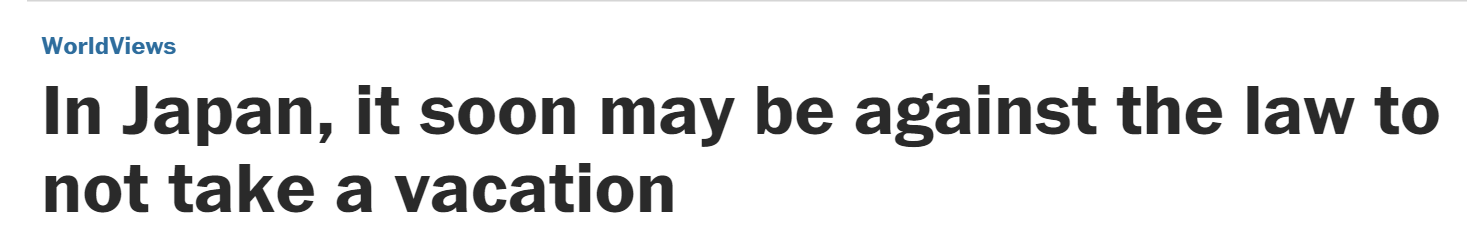 WorldViews
In Japan, it soon may be against the law to
not take a vacation